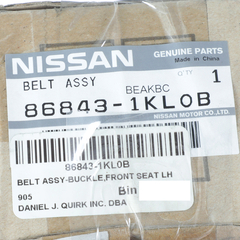 NISSAN
GENUINE PARTS
BELT ASSY
BEAKBC
Q'TY 1
86843-1KL0B
NISSAN MOTOR CO.,LTD.
86843-1KL0B
BELT ASSY-BUCKLE,FRONT SEAT LH
905
Bin
DANIEL J. QUIRK INC. DBA